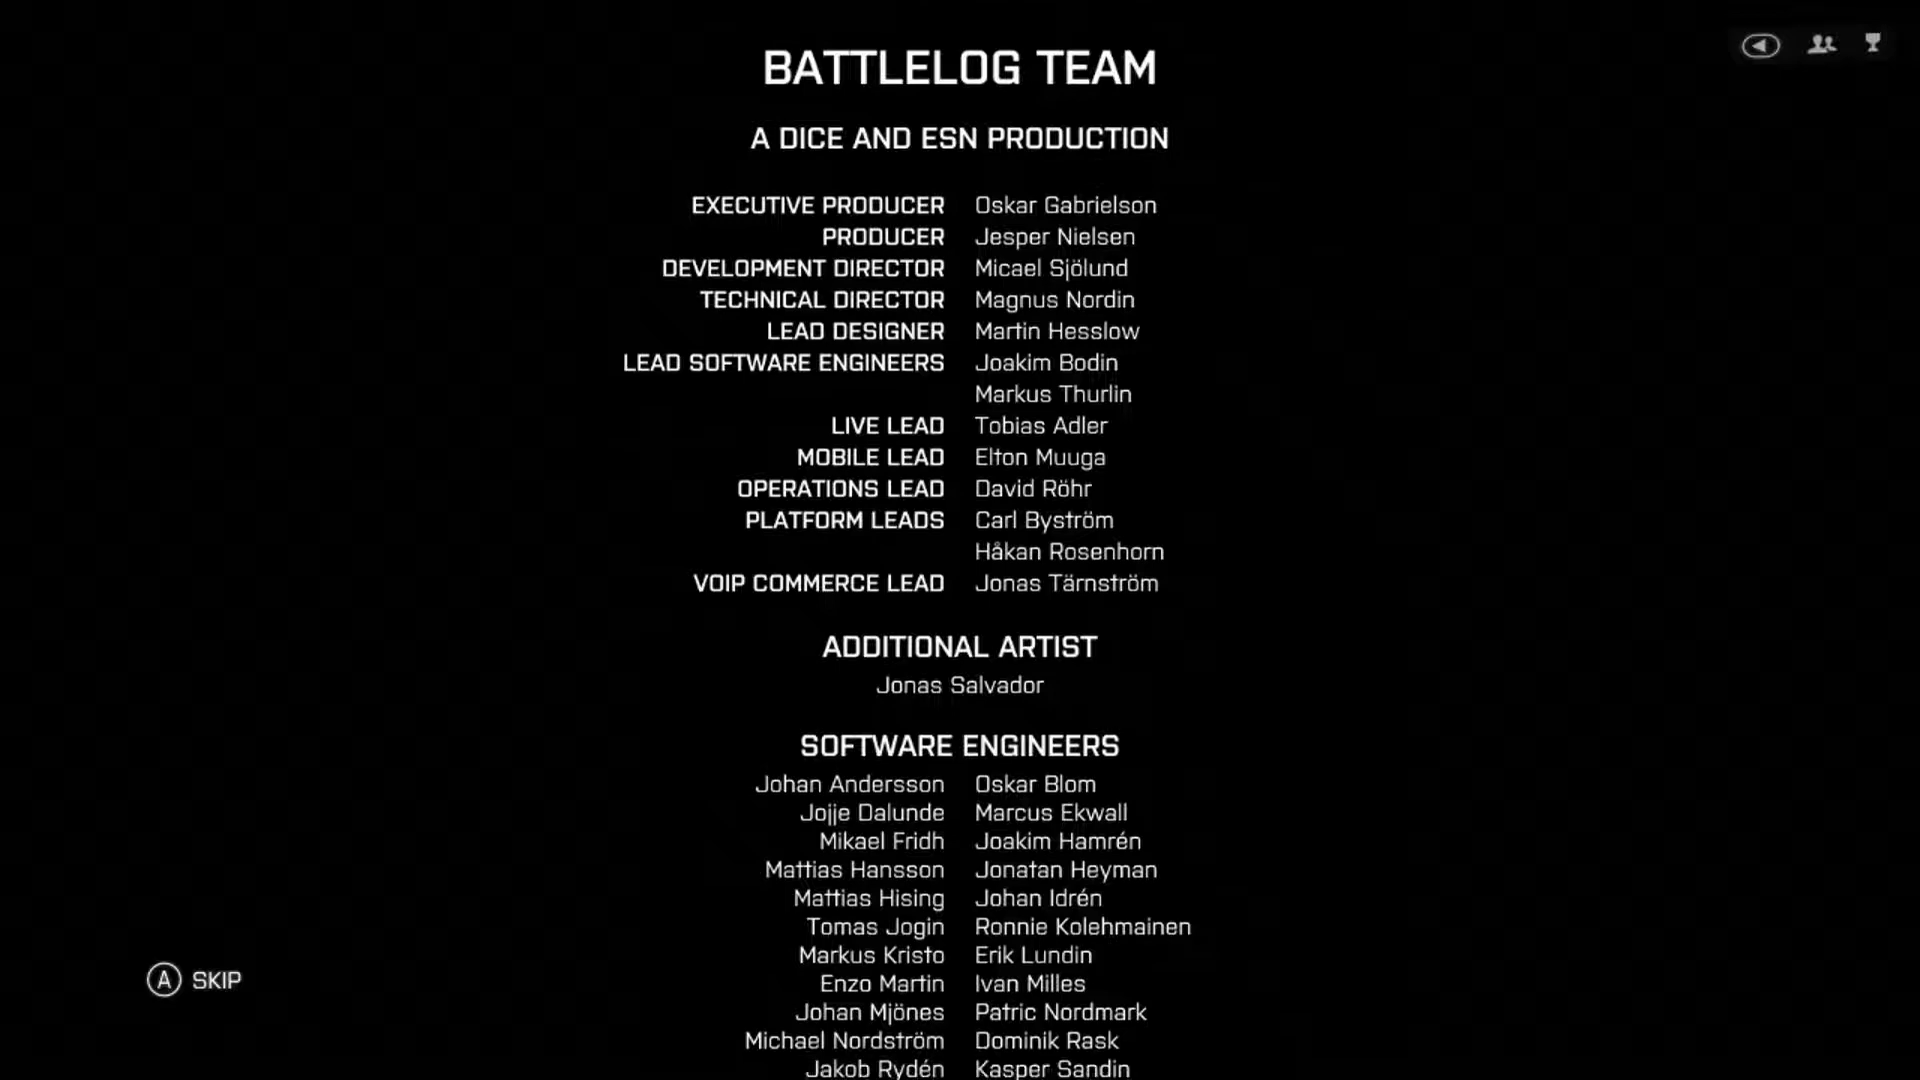 BATTLELOG TEAM
A DICE AND ESN PRODUCTION
EXECUTIVE PRODUCER Oskar Gabrielson
PRODUCER Jesper Nielsen
DEVELOPMENT DIRECTOR Micael Sjölund
TECHNICAL DIRECTOR Magnus Nordin
LEAD DESIGNER Martin Hesslow
LEAD SOFTWARE ENGINEERS Joakim Bodin
Markus Thurlin
LIVE LEAD Tobias Adler
MOBILE LEAD Elton Muuga
OPERATIONS LEAD David Röhr
PLATFORM LEADS Carl Byström
Håkan Rosenhorn
VOIP COMMERCE LEAD Jonas Tärnström
ADDITIONAL ARTIST
Jonas Salvador
SOFTWARE ENGINEERS
Johan Andersson Oskar Blom
Jojje Dalunde Marcus Ekwall
Mikael Fridh Joakim Hamrén
Mattias Hansson Jonatan Heyman
Mattias Hising Johan Idrén
Tomas Jogin Ronnie Kolehmainen
Markus Kristo Erik Lundin
Enzo Martin Ivan Milles
Johan Mjönes Patric Nordmark
Michael Nordström Dominik Rask
Jakob Rydén Kasper Sandin
A SKIP